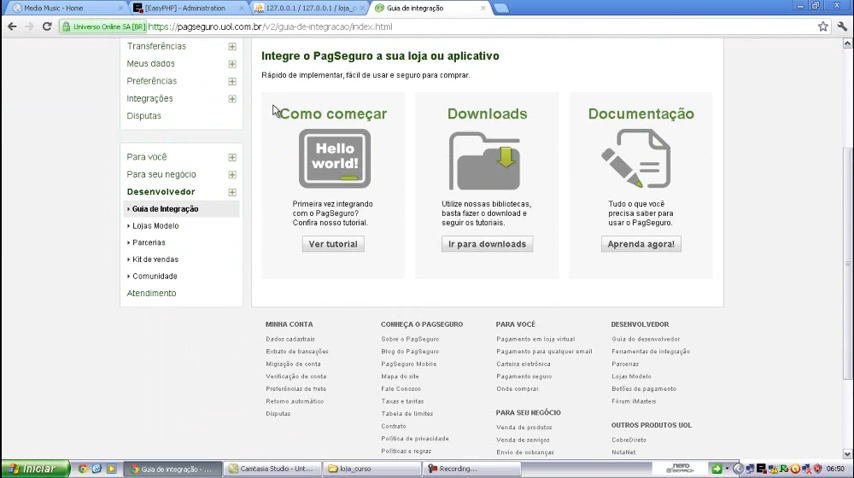 Media Music - Home
[EasyPHP] - Administration
127.0.0.1 / 127.0.0.1 / loja_c
Guia de integração
Universo Online SA [BR]
https://pagseguro.uol.com.br/v2/guia-de-integracao/index.html
Transferências
Meus dados
Preferências
Integrações
Disputas
Para você
Para seu negócio
Desenvolvedor
Guia de Integração
Lojas Modelo
Parcerias
Kit de vendas
Comunidade
Atendimento
Integre o PagSeguro a sua loja ou aplicativo
Rápido de implementar, fácil de usar e seguro para comprar.
Como começar
Hello
world!
Primeira vez integrando
com o PagSeguro?
Confira nosso tutorial.
Ver tutorial
Downloads
Utilize nossas bibliotecas,
basta fazer o download e
seguir os tutoriais.
Ir para downloads
Documentação
Tudo o que você
precisa saber para
usar o PagSeguro.
Aprenda agora!
MINHA CONTA
Dados cadastrais
Extrato de transações
Migração de conta
Verificação de conta
Preferências de frete
Retorno automático
Disputas
CONHEÇA O PAGSEGURO
Sobre o PagSeguro
Blog do PagSeguro
PagSeguro Mobile
Mapa do site
Fale Conosco
Taxas e tarifas
Tabela de limites
Contrato
Política de privacidade
Políticas e regras
PARA VOCÊ
Pagamento em loja virtual
Pagamento para qualquer email
Carteira eletrônica
Pagamento seguro
Onde comprar
PARA SEU NEGÓCIO
Venda de produtos
Venda de serviços
Envio de cobranças
DESENVOLVEDOR
Guia do desenvolvedor
Ferramentas de integração
Parcerias
Lojas Modelo
Botões de pagamento
Fórum iMasters
OUTROS PRODUTOS UOL
CobreDireto
NotaNet
Iniciar
Guia de integração - ...
Camtasia Studio - Unt...
loja_curso
Recording...
nero
SEARCH
06:50